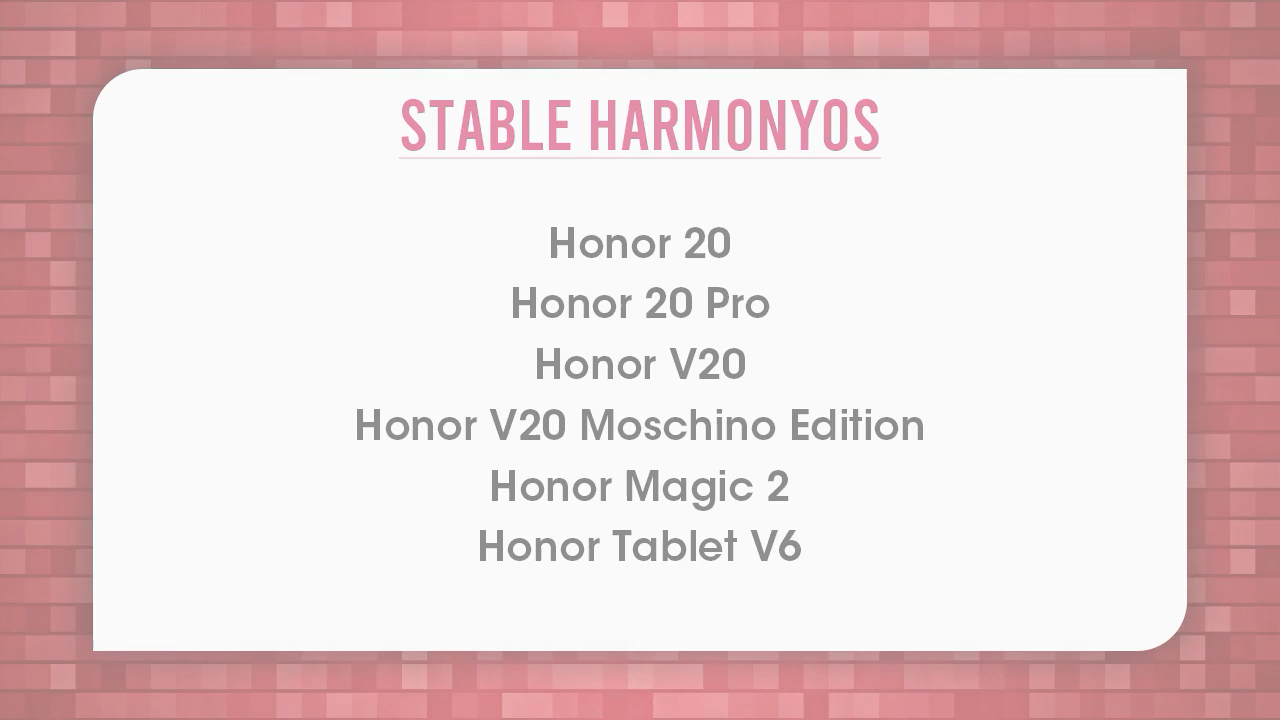 STABLE HARMONYOS
Honor 20
Honor 20 Pro
Honor V20
Honor V20 Moschino Edition
Honor Magic 2
Honor Tablet V6